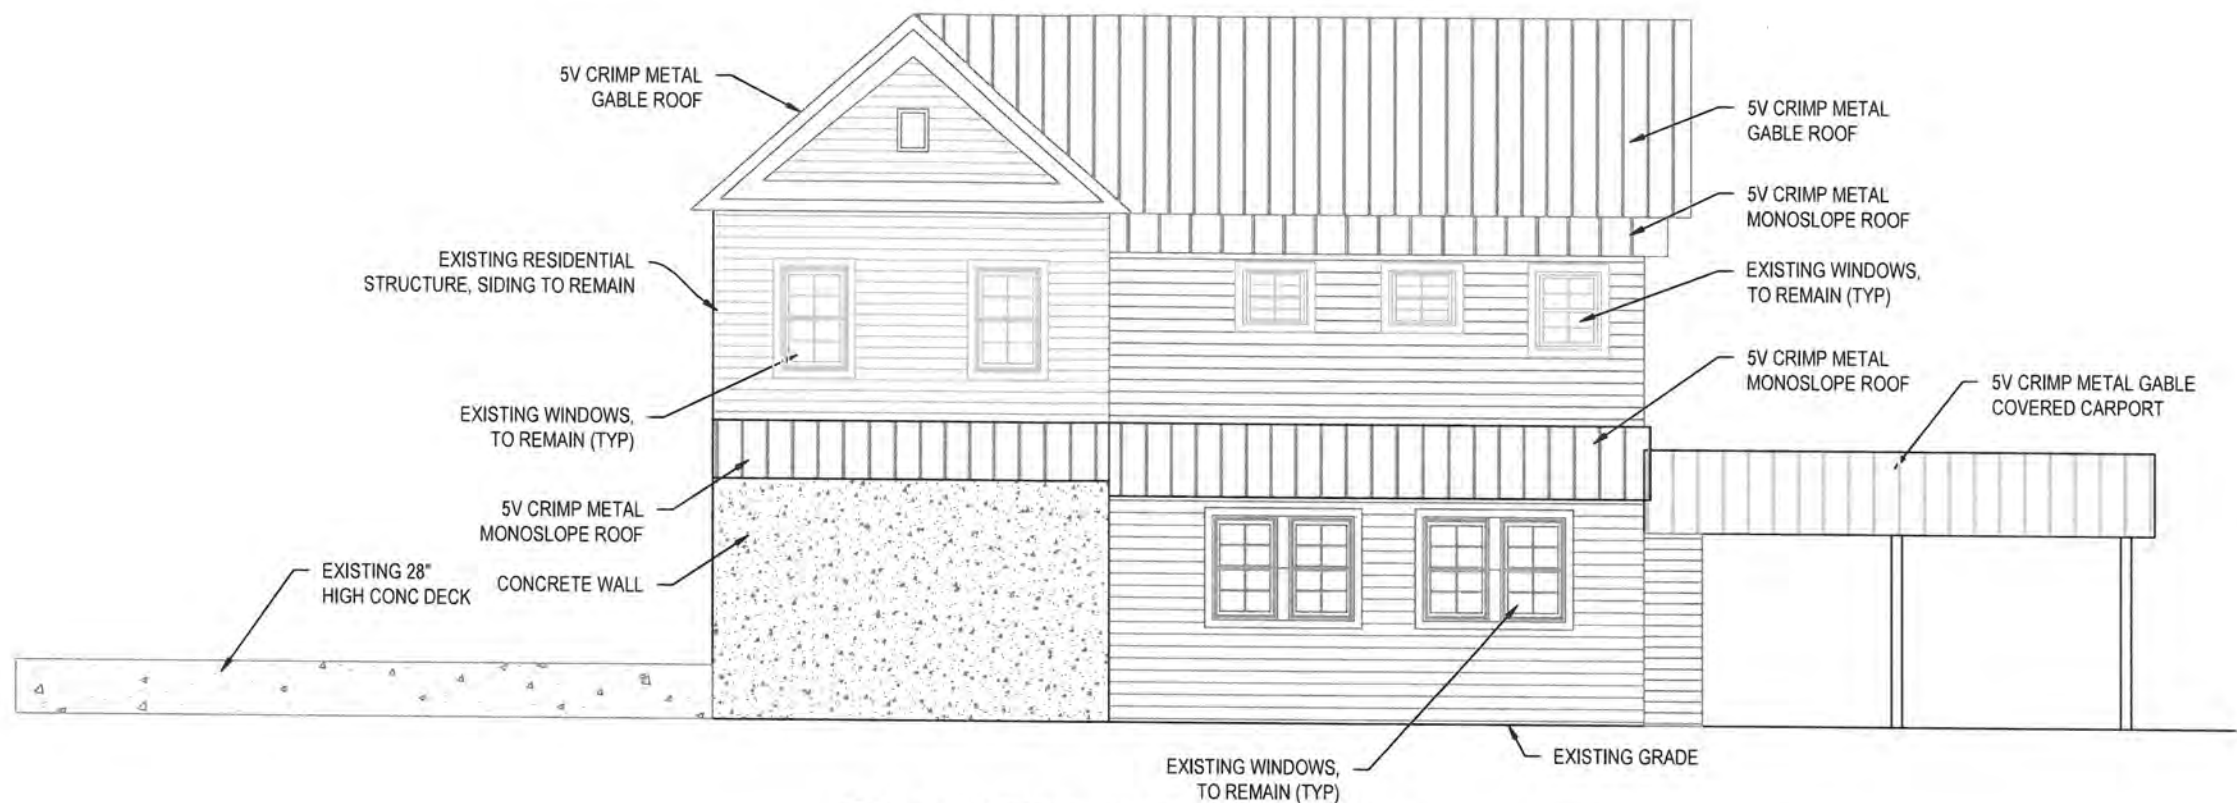 5V CRIMP METAL
GABLE ROOF
5V CRIMP METAL
GABLE ROOF
5V CRIMP METAL
MONOSLOPE ROOF
EXISTING RESIDENTIAL
STRUCTURE, SIDING TO REMAIN
EXISTING WINDOWS,
TO REMAIN (TYP)
5V CRIMP METAL
MONOSLOPE ROOF
5V CRIMP METAL GABLE
COVERED CARPORT
EXISTING WINDOWS,
TO REMAIN (TYP)
5V CRIMP METAL
MONOSLOPE ROOF
EXISTING 28"
HIGH CONC DECK
CONCRETE WALL
EXISTING GRADE
EXISTING WINDOWS,
TO REMAIN (TYP)